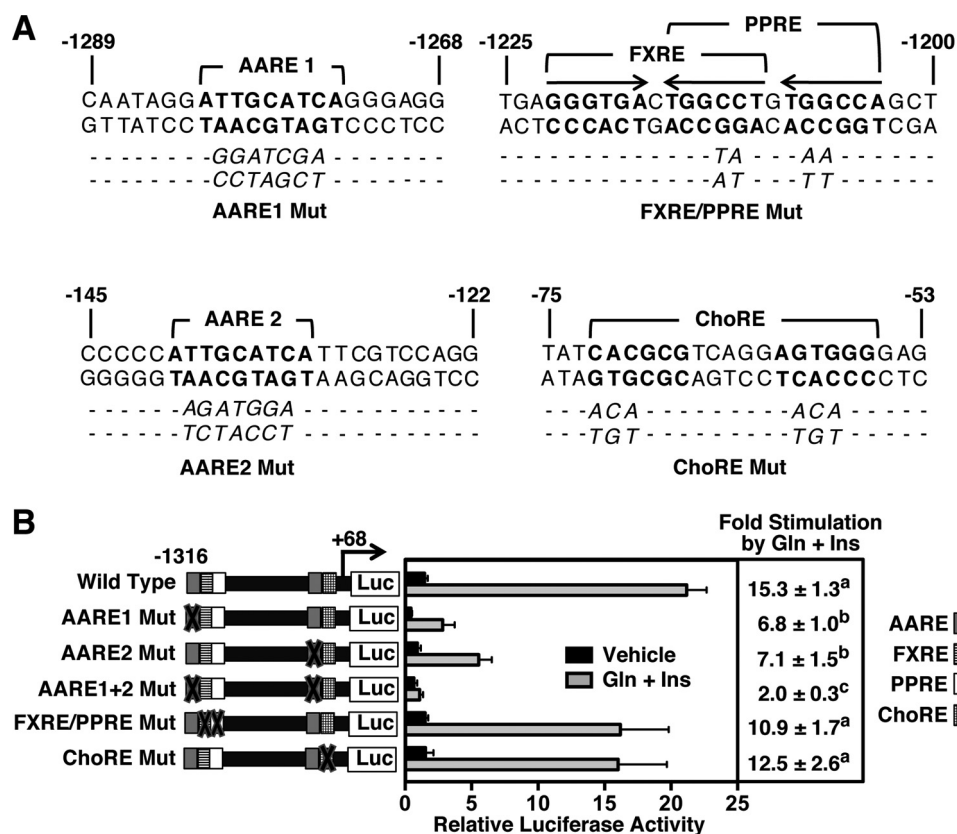 A
-1289
-1268
AARE 1
CAATAGGATTGCATCAGGGAGG
GTTATCCTAACGTAGTCCCTCC
- - - - - - - GGATCGA - - - - - - -
- - - - - - - CCTAGCT - - - - - - -
AARE1 Mut
-1225
-1200
PPRE
FXRE
TGAGGGGTGACTGGCCTGTGGCCAGCT
ACTCCCCACTGACCGGACACCGGTCGA
- - - - - - - - - - - - TA - - - AA - - - - - -
- - - - - - - - - - - - AT - - - TT - - - - - -
FXRE/PPRE Mut
-145
-122
AARE 2
CCCCCATTGCATCATTCGTCCAGG
GGGGGTAACGTAGTAAGCAGGTCC
- - - - - - AGATGGA - - - - - - - - - - -
- - - - - - TCTACCT - - - - - - - - - - -
AARE2 Mut
-75
-53
ChoRE
TATCACGCGTCAGGAGTGGGGAG
ATAGTGCGCAGTCCTCACCCCTC
- - - ACA - - - - - - - - - ACA - - - - -
- - - TGT - - - - - - - - - TGT - - - - -
ChoRE Mut
B
-1316
+68
Fold Stimulation
by Gln + Ins
Wild Type
Luc
15.3 ± 1.3a
AARE1 Mut
Luc
6.8 ± 1.0b
AARE2 Mut
Luc
7.1 ± 1.5b
AARE1+2 Mut
Luc
2.0 ± 0.3c
FXRE/PPRE Mut
Luc
10.9 ± 1.7a
ChoRE Mut
Luc
12.5 ± 2.6a
Vehicle
Gln + Ins
AARE
FXRE
PPRE
ChoRE
0 5 10 15 20 25
Relative Luciferase Activity